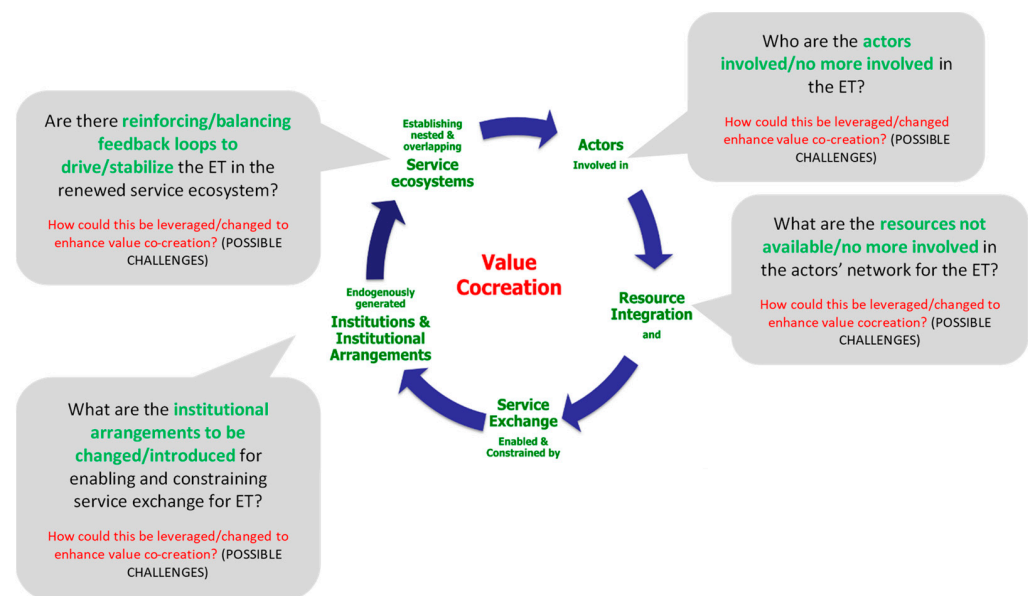 Who are the actors
involved/no more involved in
the ET?
How could this be leveraged/changed
enhance value co-creation? (POSSIBLE
CHALLENGES)
Are there reinforcing/balancing
feedback loops to
drive/stabilize the ET in the
renewed service ecosystem?
How could this be leveraged/changed to
enhance value co-creation? (POSSIBLE
CHALLENGES)
Establishing
nested &
overlapping
Service
ecosystems
Actors
Involved in
What are the resources not
available/no more involved in
the actors' network for the ET?
How could this be leveraged/changed to
enhance value cocreation? (POSSIBLE
CHALLENGES)
Value
Cocreation
Resource
Integration
and
Endogenously
generated
Institutions &
Institutional
Arrangements
Service
Exchange
Enabled &
Constrained by
What are the institutional
arrangements to be
changed/introduced for
enabling and constraining
service exchange for ET?
How could this be leveraged/changed to
enhance value co-creation? (POSSIBLE
CHALLENGES)